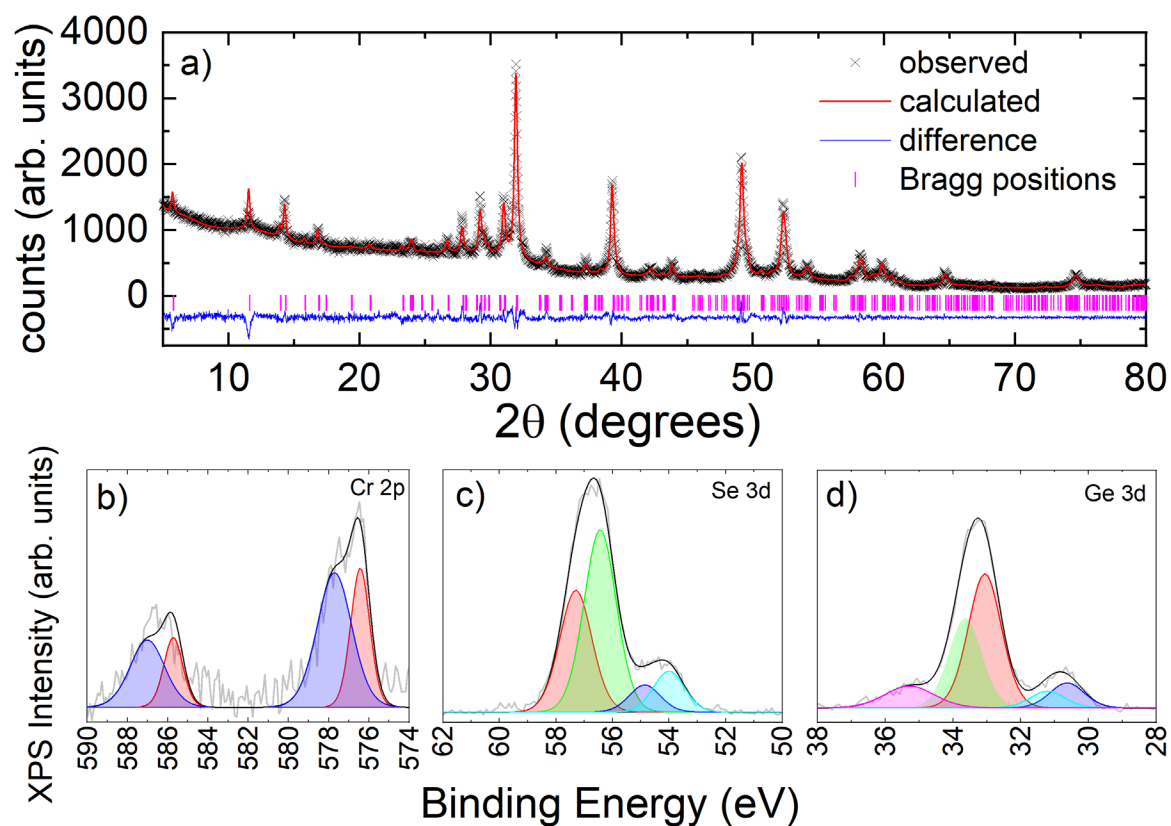 4000
3000
2000
1000
0
counts (arb. units)
a)
observed
calculated
difference
Bragg positions
10 20 30 40 50 60 70 80
2θ (degrees)
XPS Intensity (arb. units)
b)
Cr 2p
590 588 586 584 582 580 578 576 574
c)
Se 3d
62 60 58 56 54 52 50
d)
Ge 3d
38 36 34 32 30 28
Binding Energy (eV)